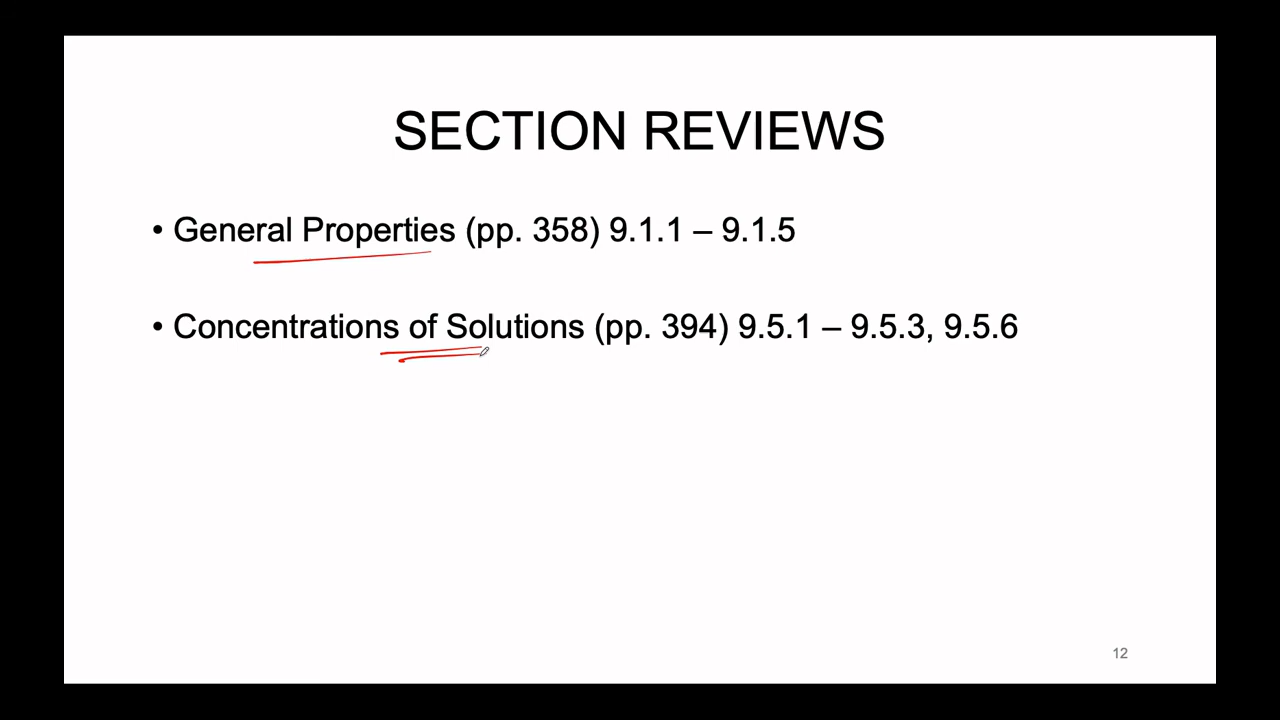 SECTION REVIEWS
• General Properties (pp. 358) 9.1.1 – 9.1.5
• Concentrations of Solutions (pp. 394) 9.5.1 – 9.5.3, 9.5.6
12